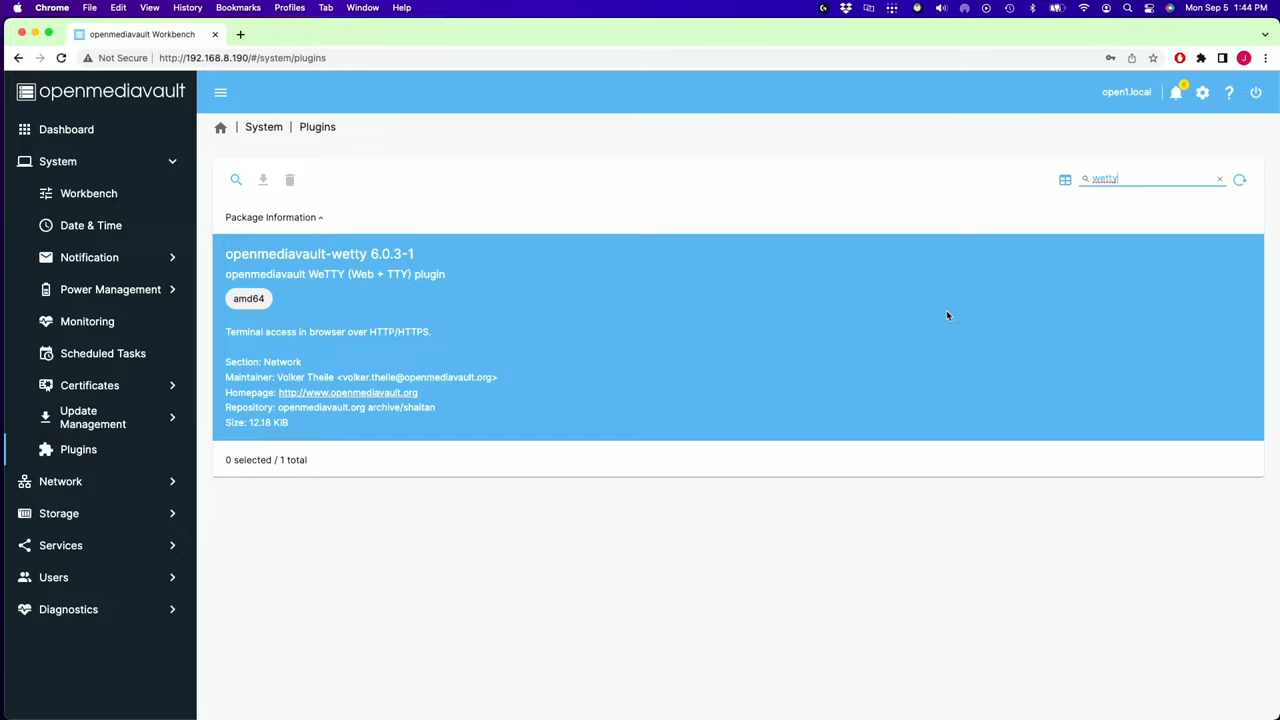 Chrome File Edit View History Bookmarks Profiles Tab Window Help Mon Sep 5 1:44 PM
openmediavault Workbench
Not Secure http://192.168.8.190/#/system/plugins J
openmediavault
open1.local
Dashboard
System
Workbench
Date & Time
Notification
Power Management
Monitoring
Scheduled Tasks
Certificates
Update
Management
Plugins
Network
Storage
Services
Users
Diagnostics
| System | Plugins
wetty
Package Information
openmediavault-wetty 6.0.3-1
openmediavault WeTTY (Web + TTY) plugin
amd64
Terminal access in browser over HTTP/HTTPS.
Section: Network
Maintainer: Volker Theile <volker.theile@openmediavault.org>
Homepage: http://www.openmediavault.org
Repository: openmediavault.org archive/shaitan
Size: 12.18 KiB
0 selected / 1 total